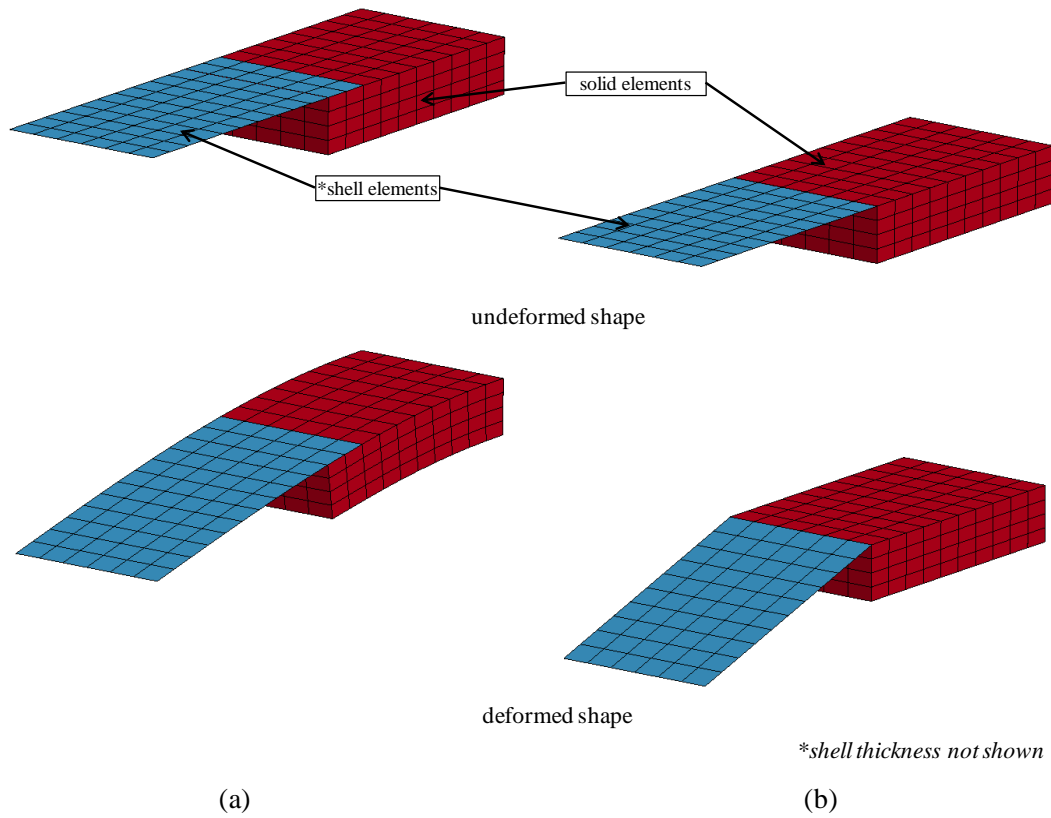 solid elements
*shell elements
undeformed shape
deformed shape
*shell thickness not shown
(a)
(b)